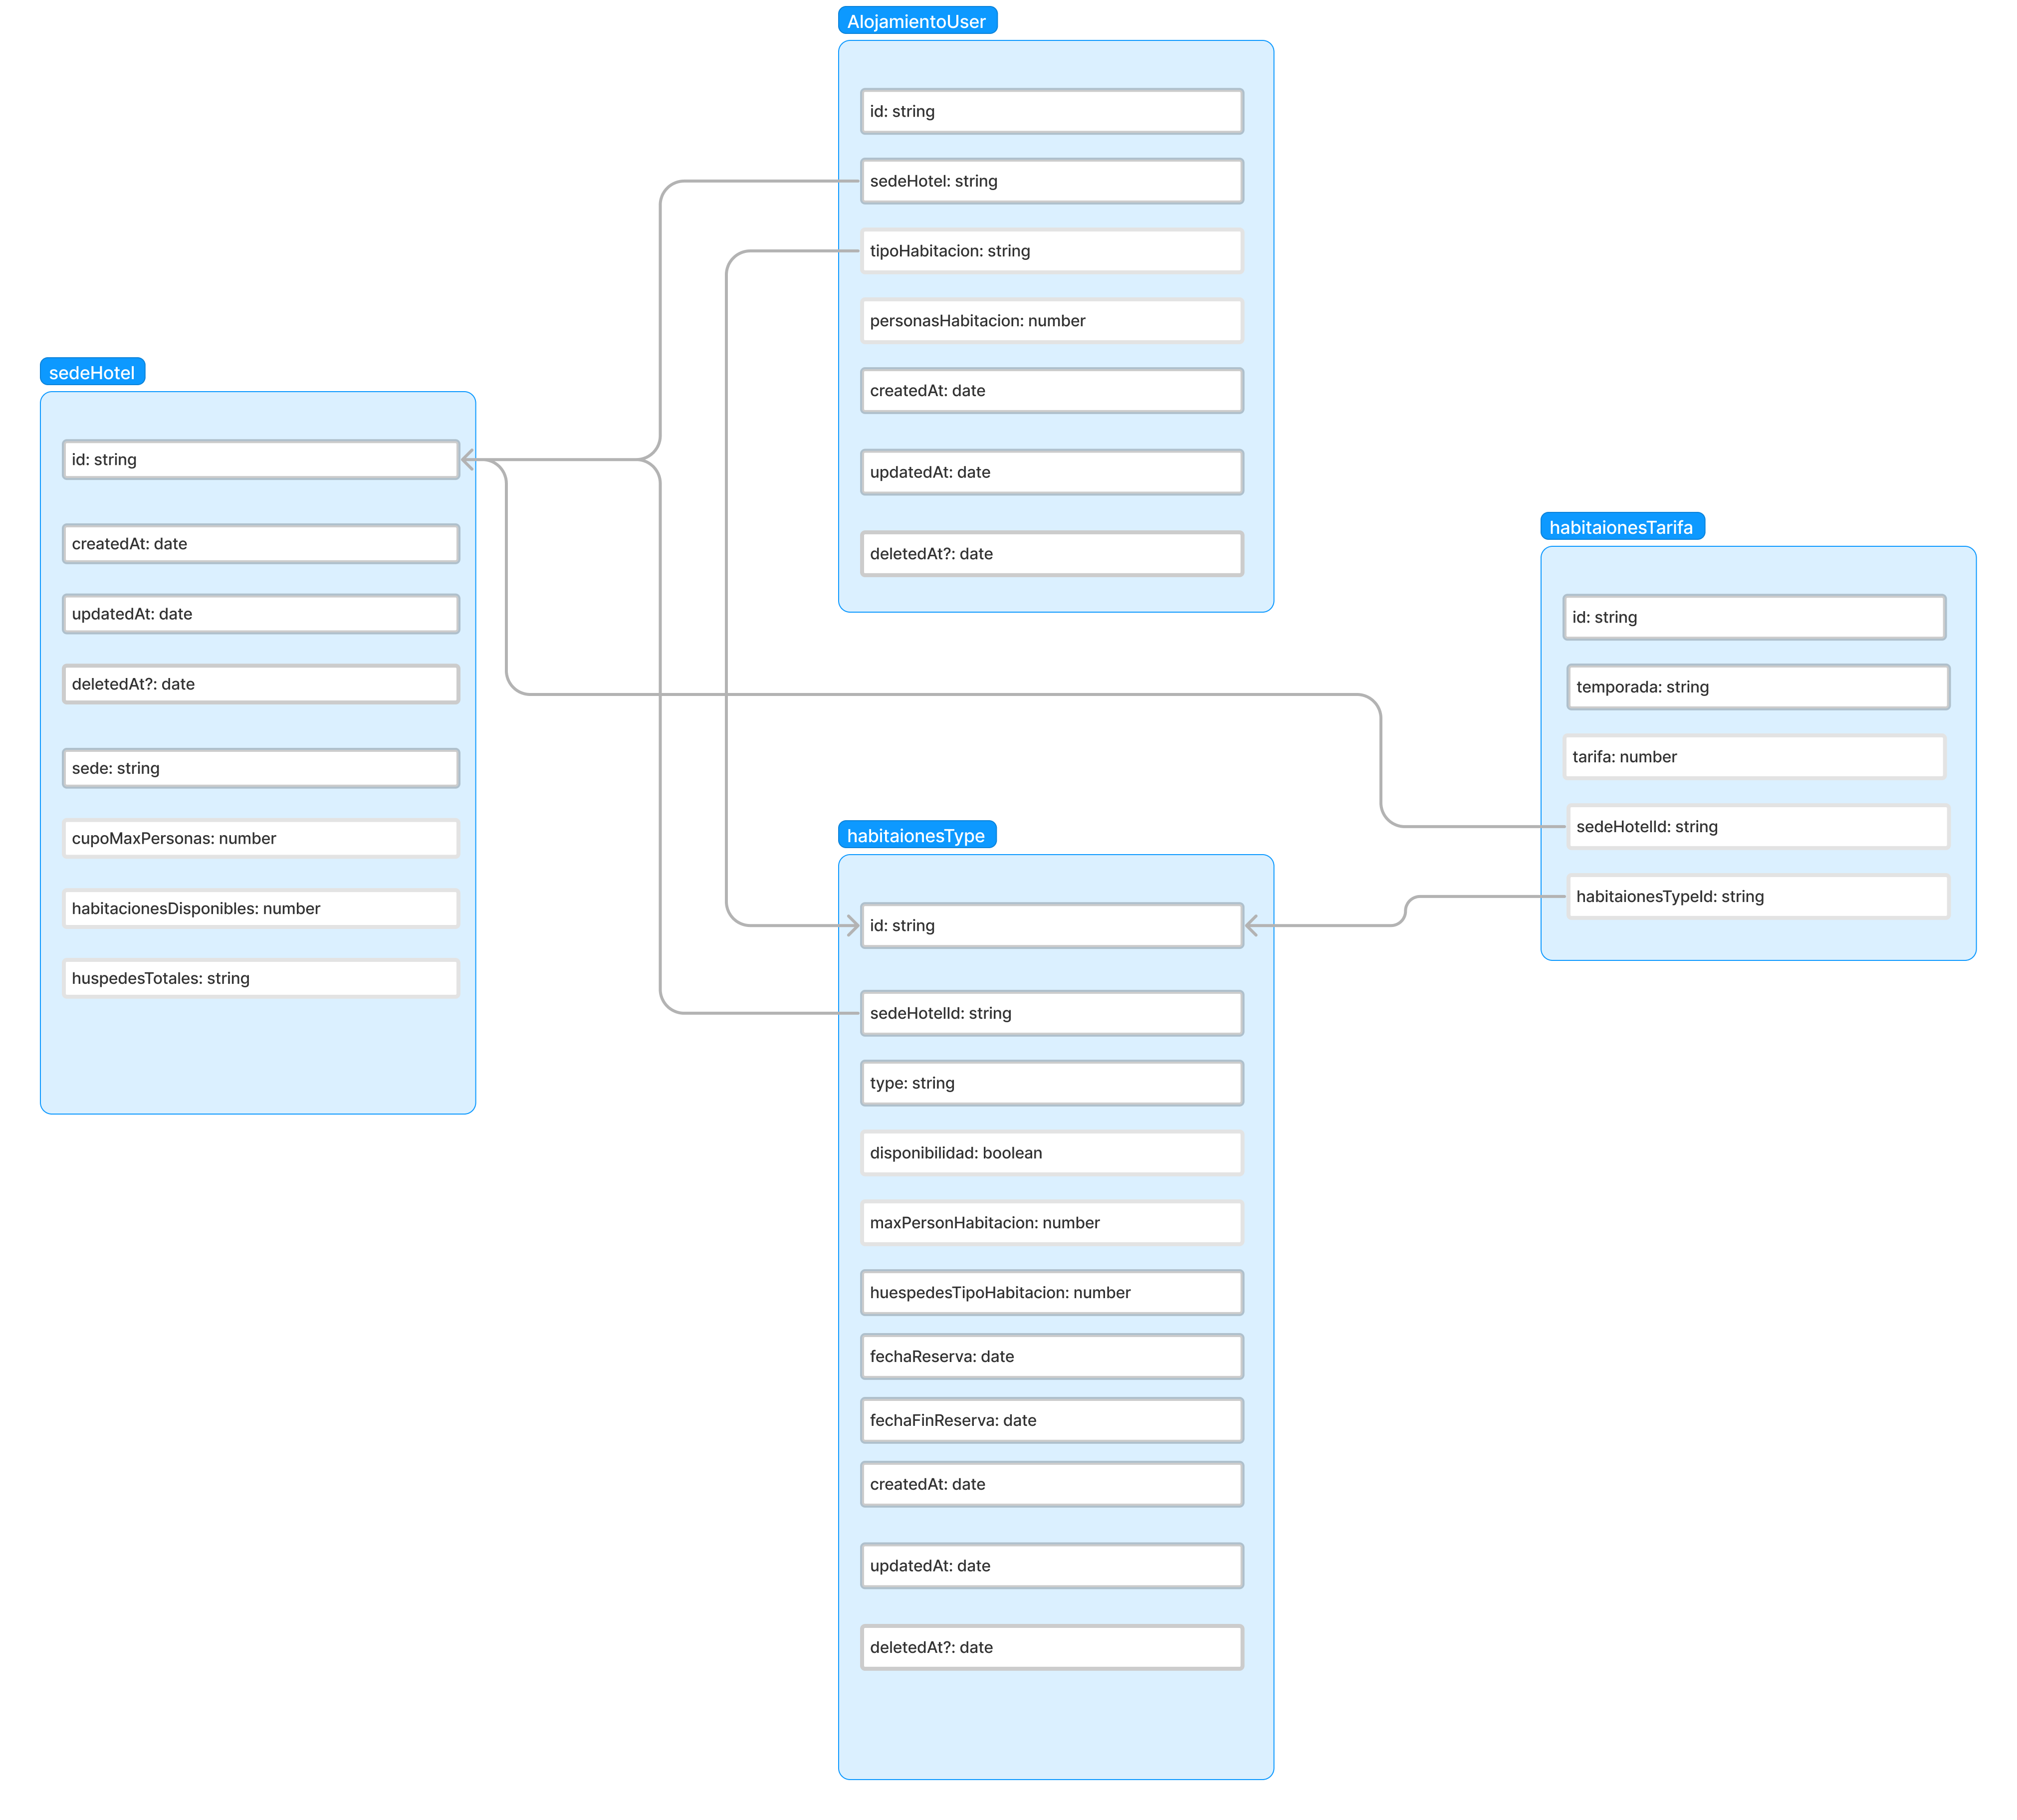 AlojamientoUser
id: string
sedeHotel: string
tipoHabitacion: string
personasHabitacion: number
createdAt: date
updatedAt: date
deletedAt?: date
sedeHotel
id: string
createdAt: date
updatedAt: date
deletedAt?: date
sede: string
cupoMaxPersonas: number
habitacionesDisponibles: number
huspedesTotales: string
habitaionesTarifa
id: string
temporada: string
tarifa: number
sedeHotelId: string
habitaionesTypeId: string
habitaionesType
id: string
sedeHotelId: string
type: string
disponibilidad: boolean
maxPersonHabitacion: number
huespedesTipoHabitacion: number
fechaReserva: date
fechaFinReserva: date
createdAt: date
updatedAt: date
deletedAt?: date